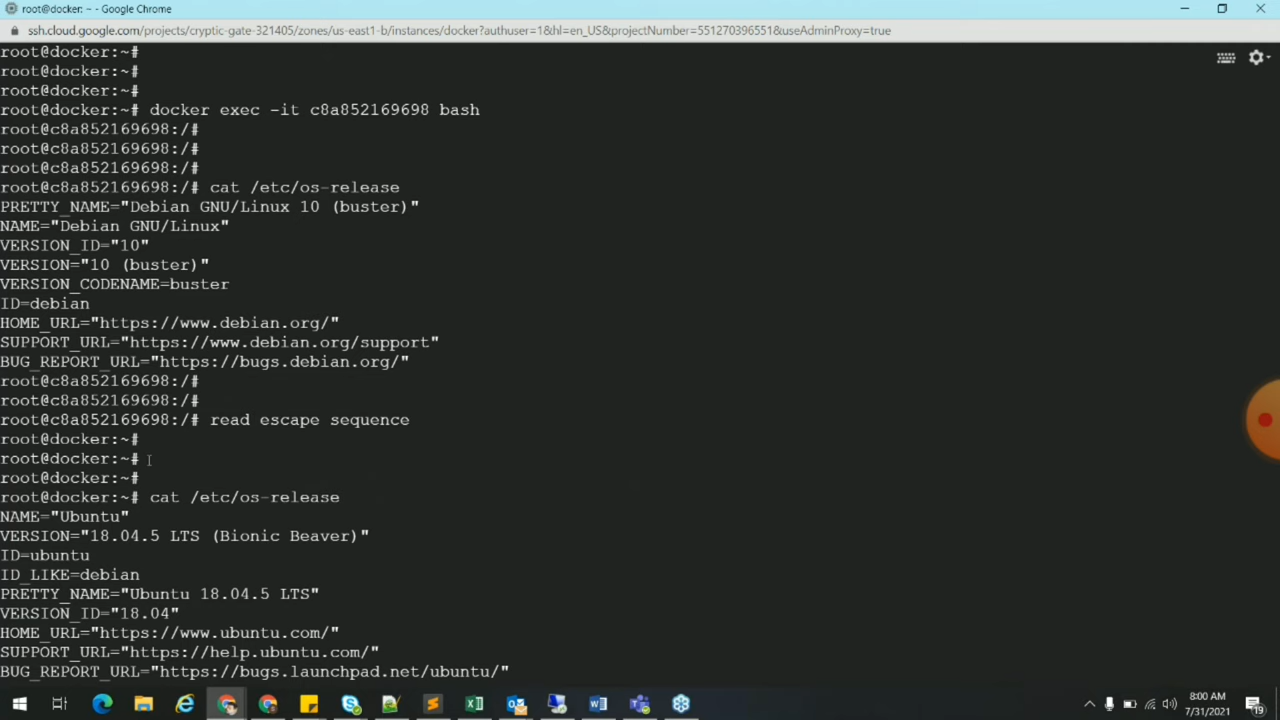 root@docker: ~ - Google Chrome
ssh.cloud.google.com/projects/cryptic-gate-321405/zones/us-east1-b/instances/docker?authuser=1&hl=en_US&projectNumber=551270396551&useAdminProxy=true
root@docker:~#
root@docker:~#
root@docker:~#
root@docker:~# docker exec -it c8a852169698 bash
root@c8a852169698:/#
root@c8a852169698:/#
root@c8a852169698:/#
root@c8a852169698:/# cat /etc/os-release
PRETTY_NAME="Debian GNU/Linux 10 (buster)"
NAME="Debian GNU/Linux"
VERSION_ID="10"
VERSION="10 (buster)"
VERSION_CODENAME=buster
ID=debian
HOME_URL="https://www.debian.org/"
SUPPORT_URL="https://www.debian.org/support"
BUG_REPORT_URL="https://bugs.debian.org/"
root@c8a852169698:/#
root@c8a852169698:/#
root@c8a852169698:/# read escape sequence
root@docker:~#
root@docker:~#
root@docker:~#
root@docker:~# cat /etc/os-release
NAME="Ubuntu"
VERSION="18.04.5 LTS (Bionic Beaver)"
ID=ubuntu
ID_LIKE=debian
PRETTY_NAME="Ubuntu 18.04.5 LTS"
VERSION_ID="18.04"
HOME_URL="https://www.ubuntu.com/"
SUPPORT_URL="https://help.ubuntu.com/"
BUG_REPORT_URL="https://bugs.launchpad.net/ubuntu/"
8:00 AM
7/31/2021
19